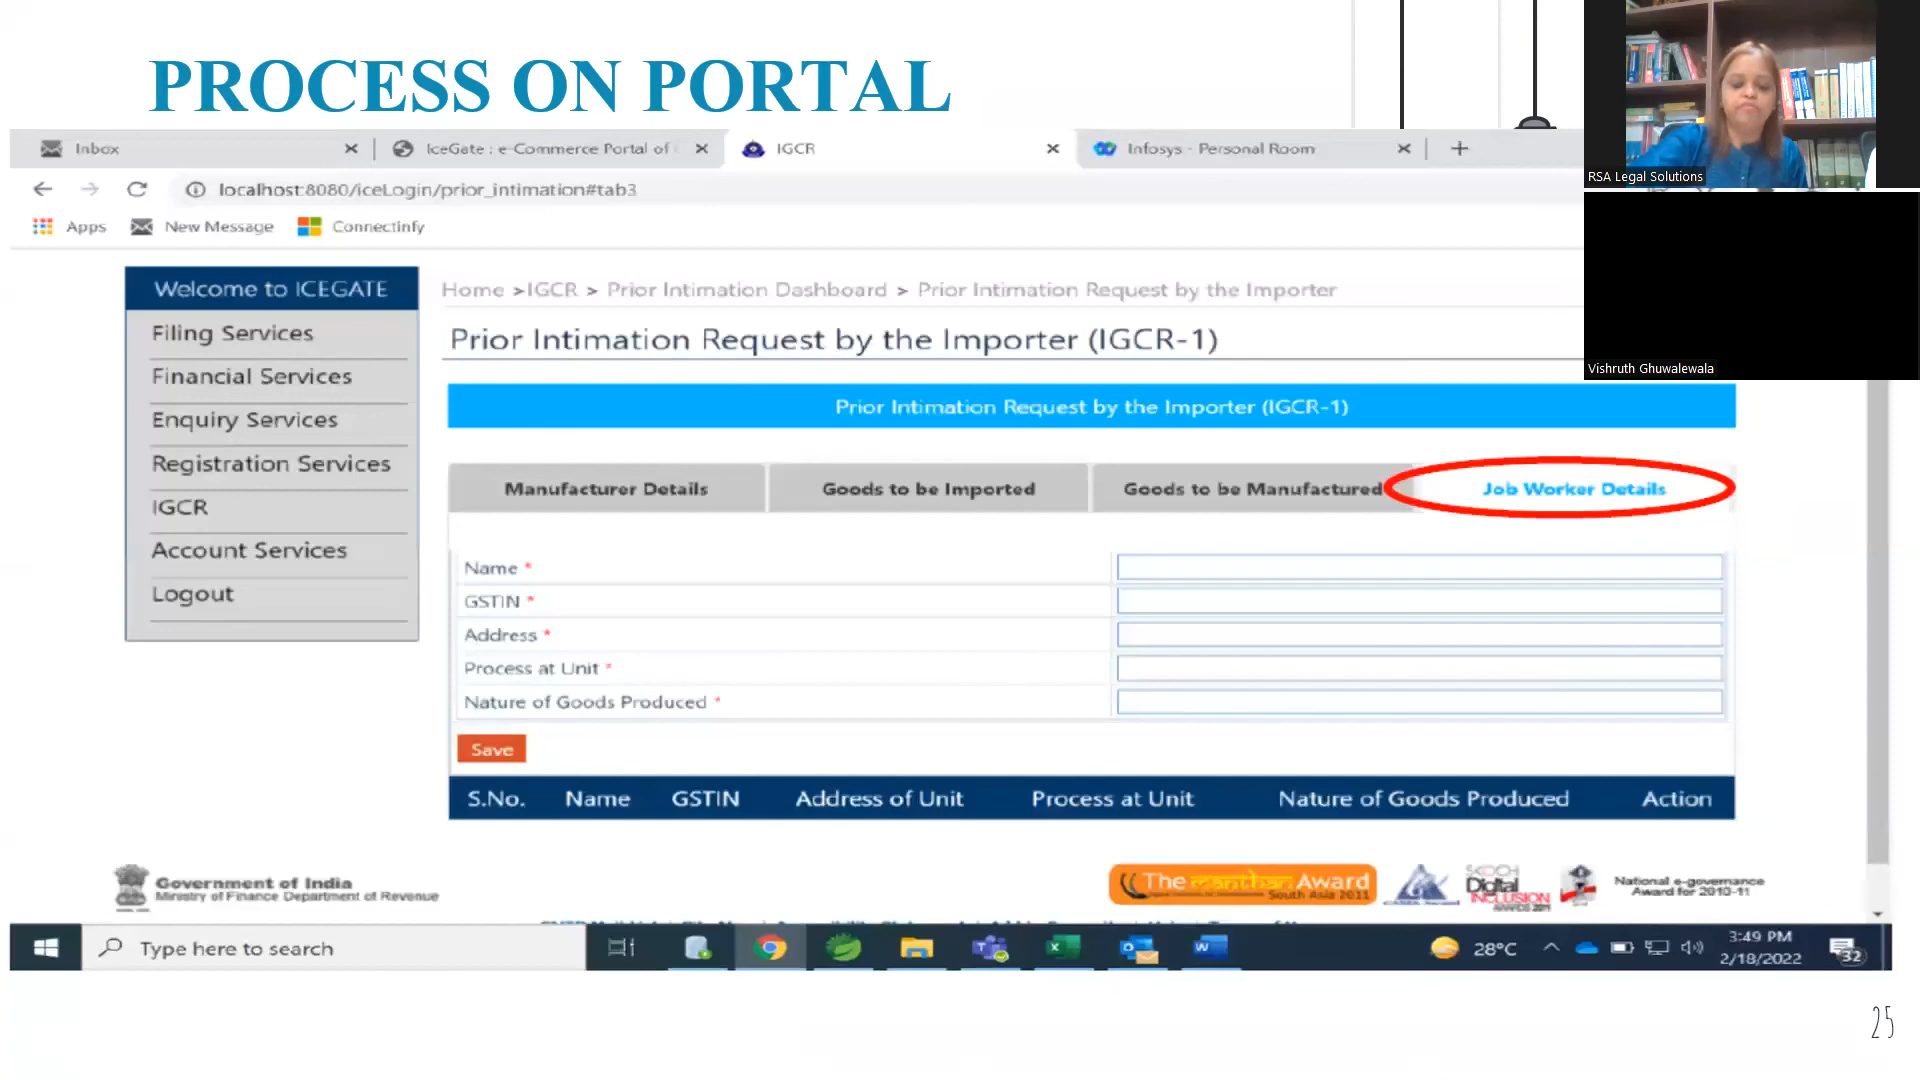 PROCESS ON PORTAL
RSA Legal Solutions
Vishruth Ghuwalewala
Inbox
IceGate : e-Commerce Portal of
IGCR
Infosys - Personal Room
localhost:8080/iceLogin/prior_intimation#tab3
Apps New Message Connectinfy
Welcome to ICEGATE
Filing Services
Financial Services
Enquiry Services
Registration Services
IGCR
Account Services
Logout
Home >IGCR > Prior Intimation Dashboard > Prior Intimation Request by the Importer
Prior Intimation Request by the Importer (IGCR-1)
Prior Intimation Request by the Importer (IGCR-1)
Manufacturer Details Goods to be Imported Goods to be Manufactured Job Worker Details
Name *
GSTIN *
Address *
Process at Unit *
Nature of Goods Produced *
Save
S.No. Name GSTIN Address of Unit Process at Unit Nature of Goods Produced Action
Government of India
Ministry of Finance Department of Revenue
The manthan Award
South Asia 2011
Digital
INCLUSION
National e-governance
Award for 2010-11
Type here to search
28°C
3:49 PM
2/18/2022
32
25